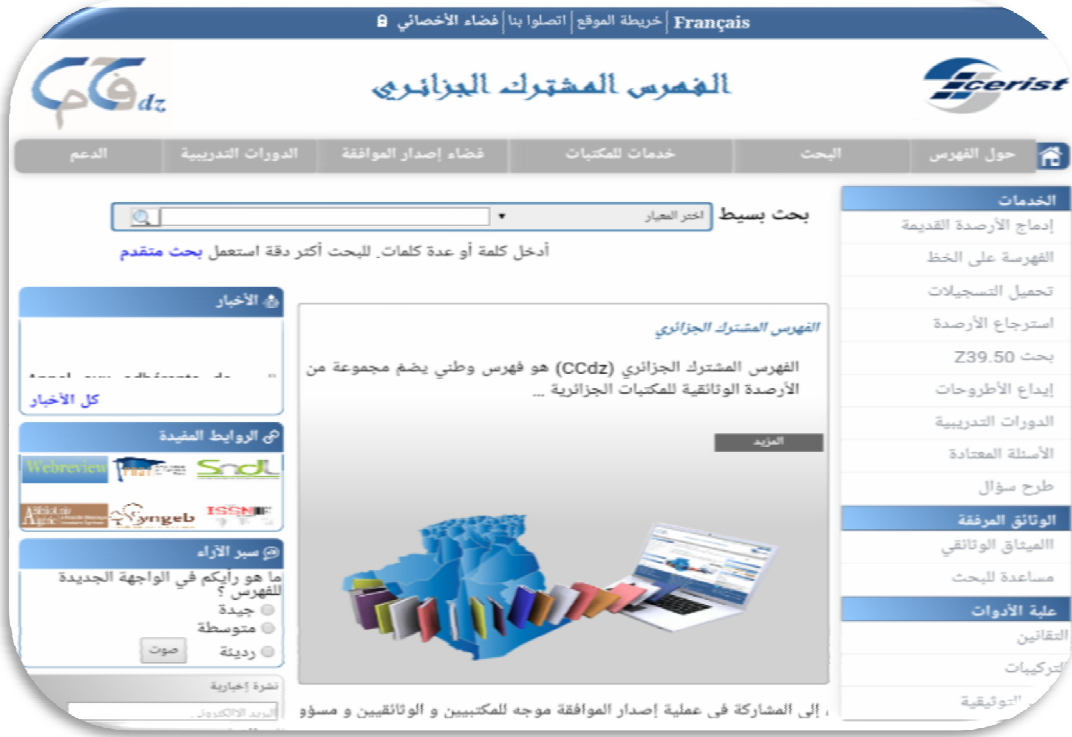 Français | خريطة الموقع | اتصلوا بنا | فضاء الأخصائي
cerist
الفهرس المشترك الجزائري
dz
حول الفهرس
البحث
خدمات للمكتبات
فضاء إصدار الموافقة
الدورات التدريبية
الدعم
الخدمات
إدماج الأرصدة القديمة
الفهرسة على الخظ
تحميل التسجيلات
استرجاع الأرصدة
بحث Z39.50
إيداع الأطروحات
الدورات التدريبية
الأسئلة المعتادة
طرح سؤال
الوثائق المرفقة
االميثاق الوثائقي
مساعدة للبحث
علبة الأدوات
التقانين
التركيبات
التوثيقية
بحث بسيط
اختر المعيار
أدخل كلمة أو عدة كلمات. للبحث أكثر دقة استعمل بحث متقدم
الفهرس المشترك الجزائري
الفهرس المشترك الجزائري (CCdz) هو فهرس وطني يضم مجموعة من
الأرصدة الوثائقية للمكتبات الجزائرية ...
المزيد
، إلى المشاركة في عملية إصدار الموافقة موجه للمكتبيين و الوثائقيين و مسؤو
الأخبار
كل الأخبار
الروابط المفيدة
Webreview
Sndl
Syngeb
ISSN
سبر الآراء
ما هو رأيكم في الواجهة الجديدة
للفهرس ؟
جيدة
متوسطة
رديئة
صوت
نشرة إخبارية